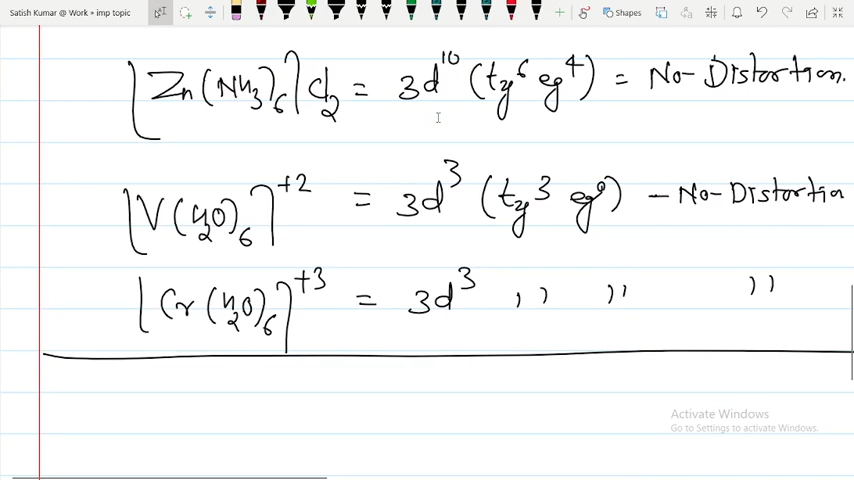 Satish Kumar @ Work » imp topic
Shapes
[Zn(NH3)6]Cl2 = 3d10 (t2g6 eg4) = No-Distortion.
[V(H2O)6]+2 = 3d3 (t2g3 eg0) - No-Distortion
[Cr(H2O)6]+3 = 3d3 ,, ,, ,,
Activate Windows
Go to Settings to activate Windows.